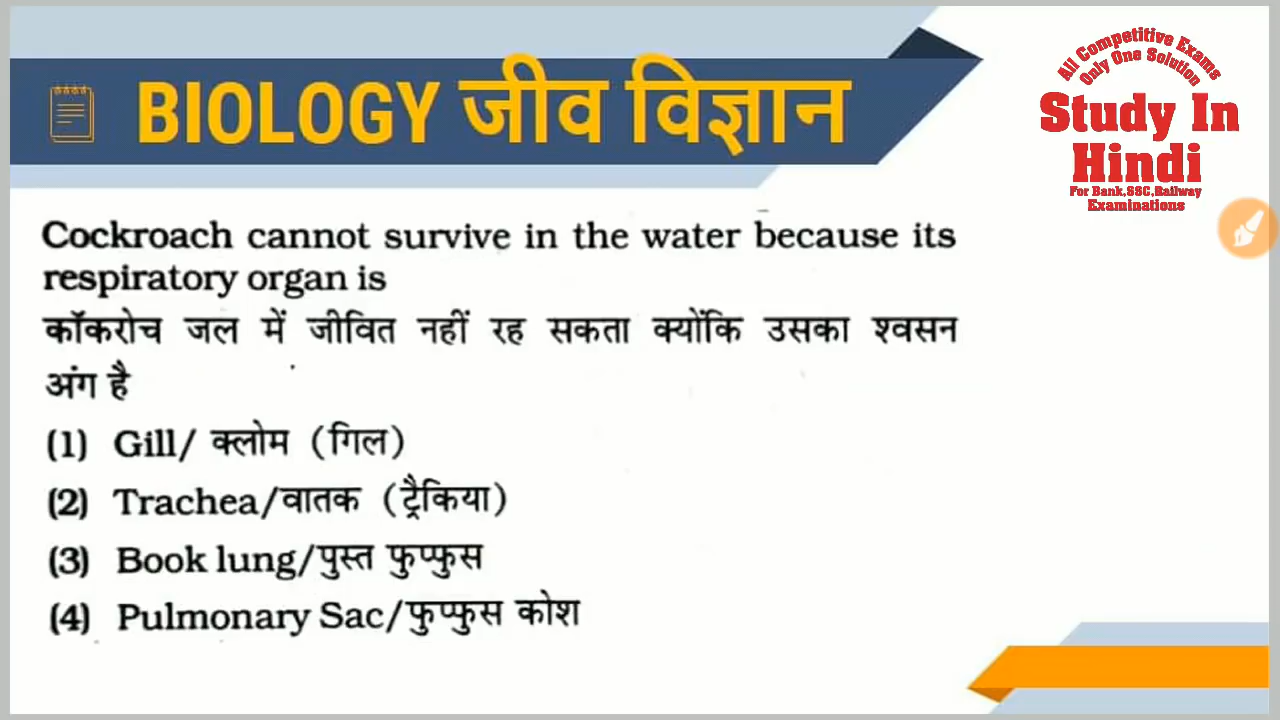 BIOLOGY जीव विज्ञान
All Competitive Exams
Only One Solution
Study In
Hindi
For Bank,SSC,Railway
Examinations
Cockroach cannot survive in the water because its
respiratory organ is
कॉकरोच जल में जीवित नहीं रह सकता क्योंकि उसका श्वसन
अंग है
(1) Gill/ क्लोम (गिल)
(2) Trachea/वातक (ट्रैकिया)
(3) Book lung/पुस्त फुप्फुस
(4) Pulmonary Sac/फुप्फुस कोश